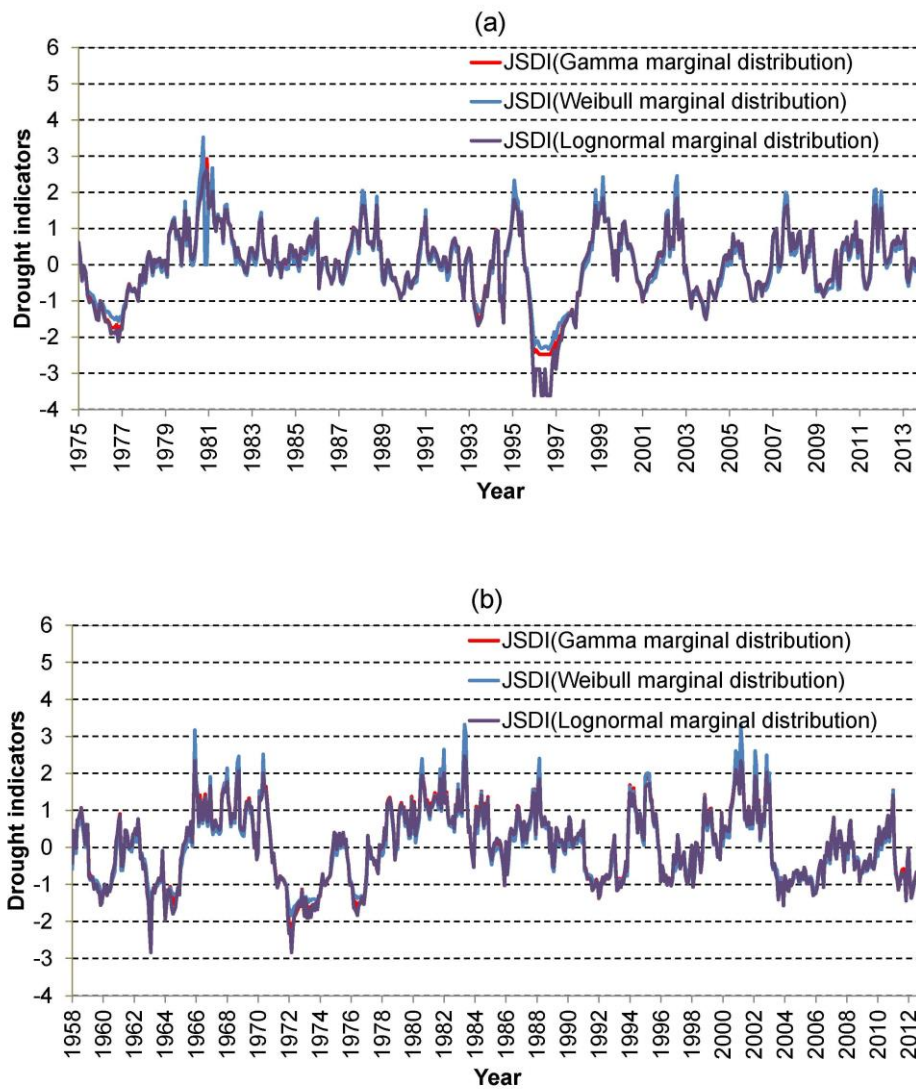 (a)
6
5
4
3
2
1
0
-1
-2
-3
-4
Drought indicators
JSDI(Gamma marginal distribution)
JSDI(Weibull marginal distribution)
JSDI(Lognormal marginal distribution)
1975 1977 1979 1981 1983 1985 1987 1989 1991 1993 1995 1997 1999 2001 2003 2005 2007 2009 2011 2013
Year
(b)
6
5
4
3
2
1
0
-1
-2
-3
-4
Drought indicators
JSDI(Gamma marginal distribution)
JSDI(Weibull marginal distribution)
JSDI(Lognormal marginal distribution)
1958 1960 1962 1964 1966 1968 1970 1972 1974 1976 1978 1980 1982 1984 1986 1988 1990 1992 1994 1996 1998 2000 2002 2004 2006 2008 2010 2012
Year